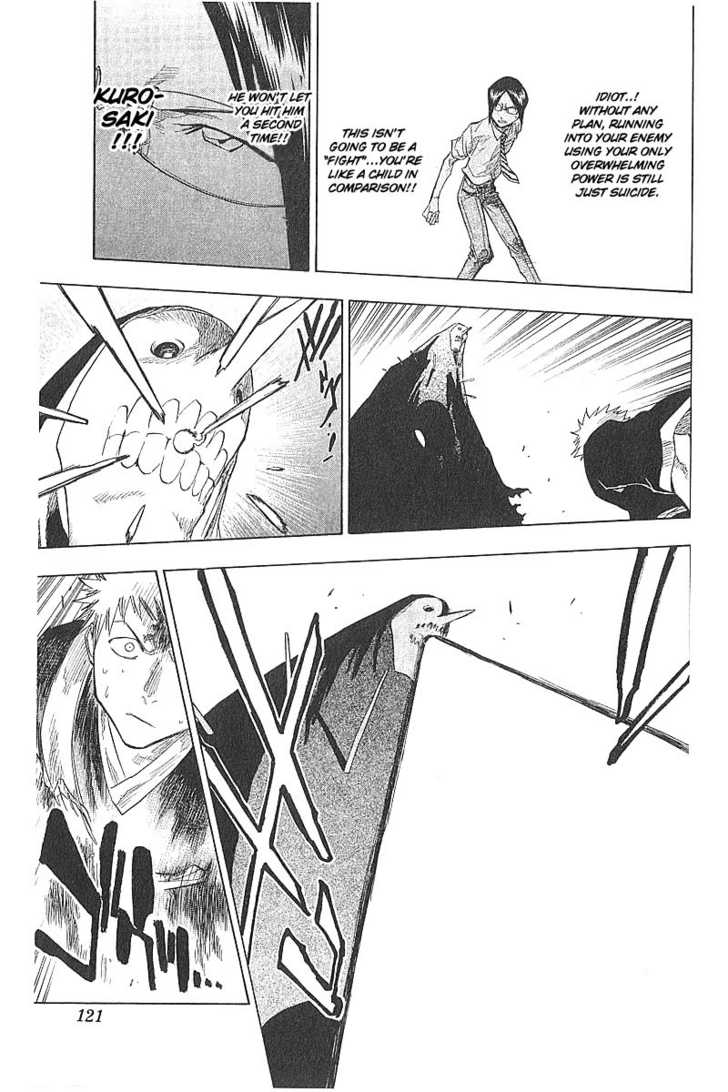 IDIOT..!
WITHOUT ANY
PLAN, RUNNING
INTO YOUR ENEMY
USING YOUR ONLY
OVERWHELMING
POWER IS STILL
JUST SUICIDE.
THIS ISN'T
GOING TO BE A
"FIGHT"...YOU'RE
LIKE A CHILD IN
COMPARISON!!
HE WON'T LET
YOU HIT HIM
A SECOND
TIME!!
KURO-
SAKI
!!!
121